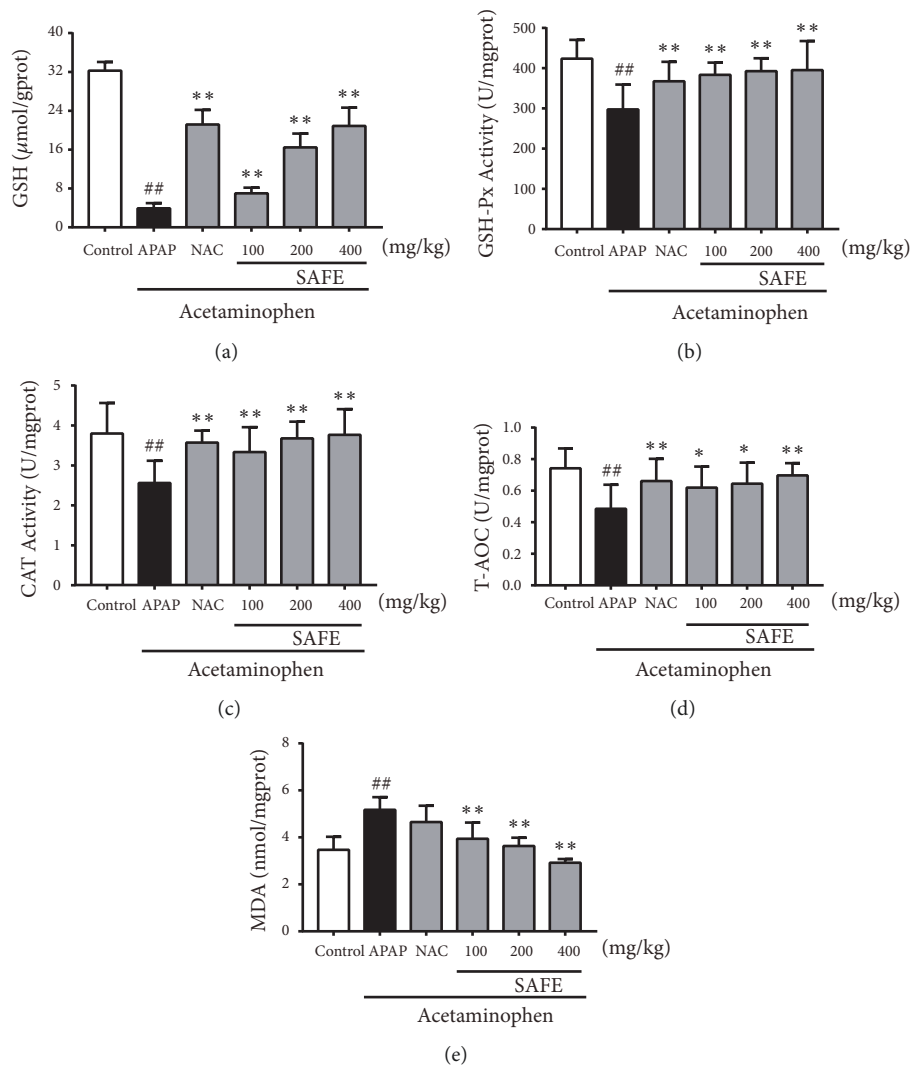 GSH (μmol/gprot)
32
24
16
8
0
##
** ** ** **
Control APAP NAC 100 200 400 (mg/kg)
SAFE
Acetaminophen
(a)
GSH-Px Activity (U/mgprot)
500
400
300
200
100
0
##
** ** ** **
Control APAP NAC 100 200 400 (mg/kg)
SAFE
Acetaminophen
(b)
CAT Activity (U/mgprot)
5
4
3
2
1
0
##
** ** ** **
Control APAP NAC 100 200 400 (mg/kg)
SAFE
Acetaminophen
(c)
T-AOC (U/mgprot)
1.0
0.8
0.6
0.4
0.2
0.0
##
** * * **
Control APAP NAC 100 200 400 (mg/kg)
SAFE
Acetaminophen
(d)
MDA (nmol/mgprot)
8
6
4
2
0
##
** ** **
Control APAP NAC 100 200 400 (mg/kg)
SAFE
Acetaminophen
(e)